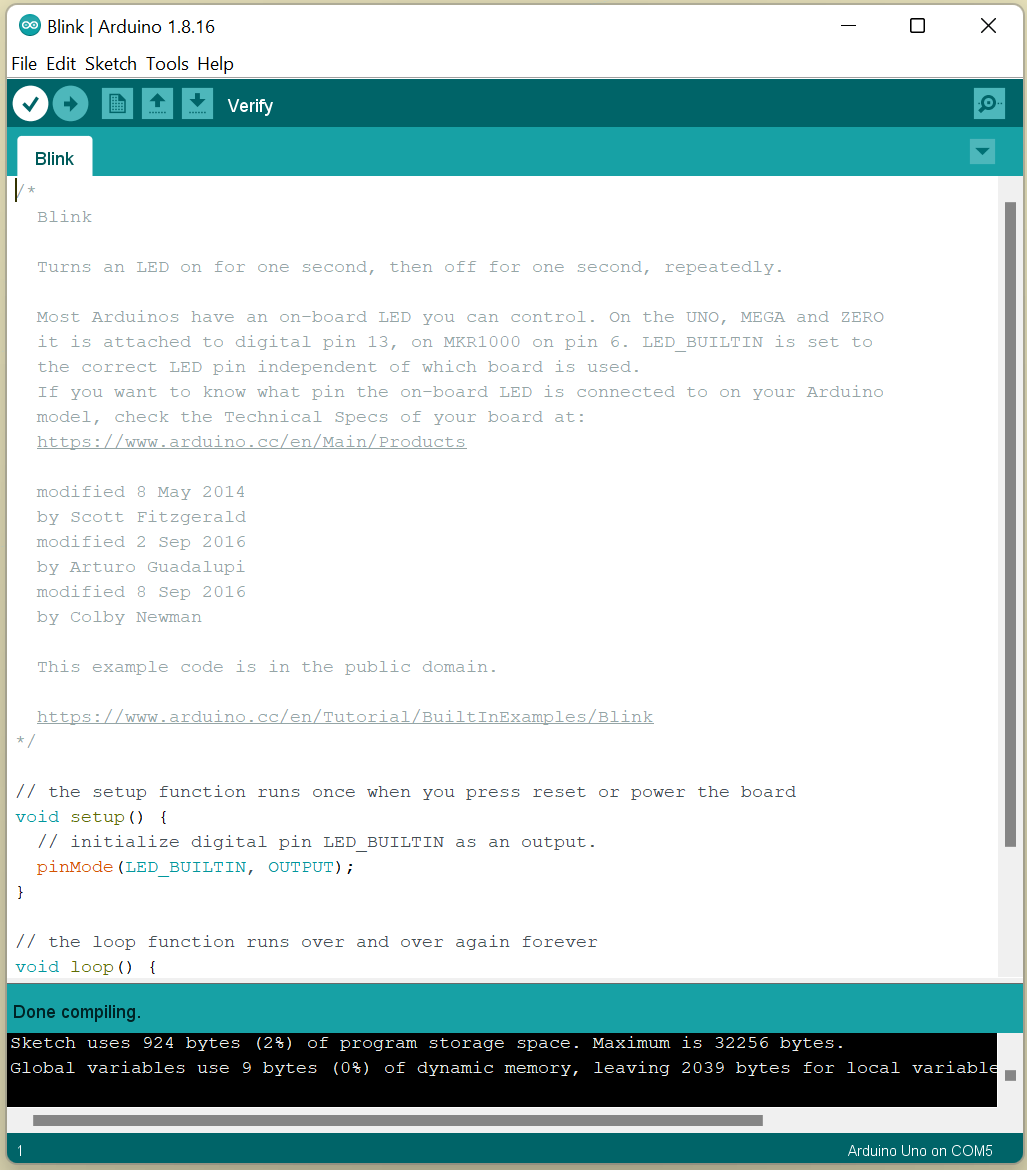 Blink | Arduino 1.8.16
File Edit Sketch Tools Help
Verify
Blink
/*
  Blink

  Turns an LED on for one second, then off for one second, repeatedly.

  Most Arduinos have an on-board LED you can control. On the UNO, MEGA and ZERO
  it is attached to digital pin 13, on MKR1000 on pin 6. LED_BUILTIN is set to
  the correct LED pin independent of which board is used.
  If you want to know what pin the on-board LED is connected to on your Arduino
  model, check the Technical Specs of your board at:
  https://www.arduino.cc/en/Main/Products

  modified 8 May 2014
  by Scott Fitzgerald
  modified 2 Sep 2016
  by Arturo Guadalupi
  modified 8 Sep 2016
  by Colby Newman

  This example code is in the public domain.

  https://www.arduino.cc/en/Tutorial/BuiltInExamples/Blink
*/

// the setup function runs once when you press reset or power the board
void setup() {
  // initialize digital pin LED_BUILTIN as an output.
  pinMode(LED_BUILTIN, OUTPUT);
}

// the loop function runs over and over again forever
void loop() {
Done compiling.
Sketch uses 924 bytes (2%) of program storage space. Maximum is 32256 bytes.
Global variables use 9 bytes (0%) of dynamic memory, leaving 2039 bytes for local variable
1
Arduino Uno on COM5